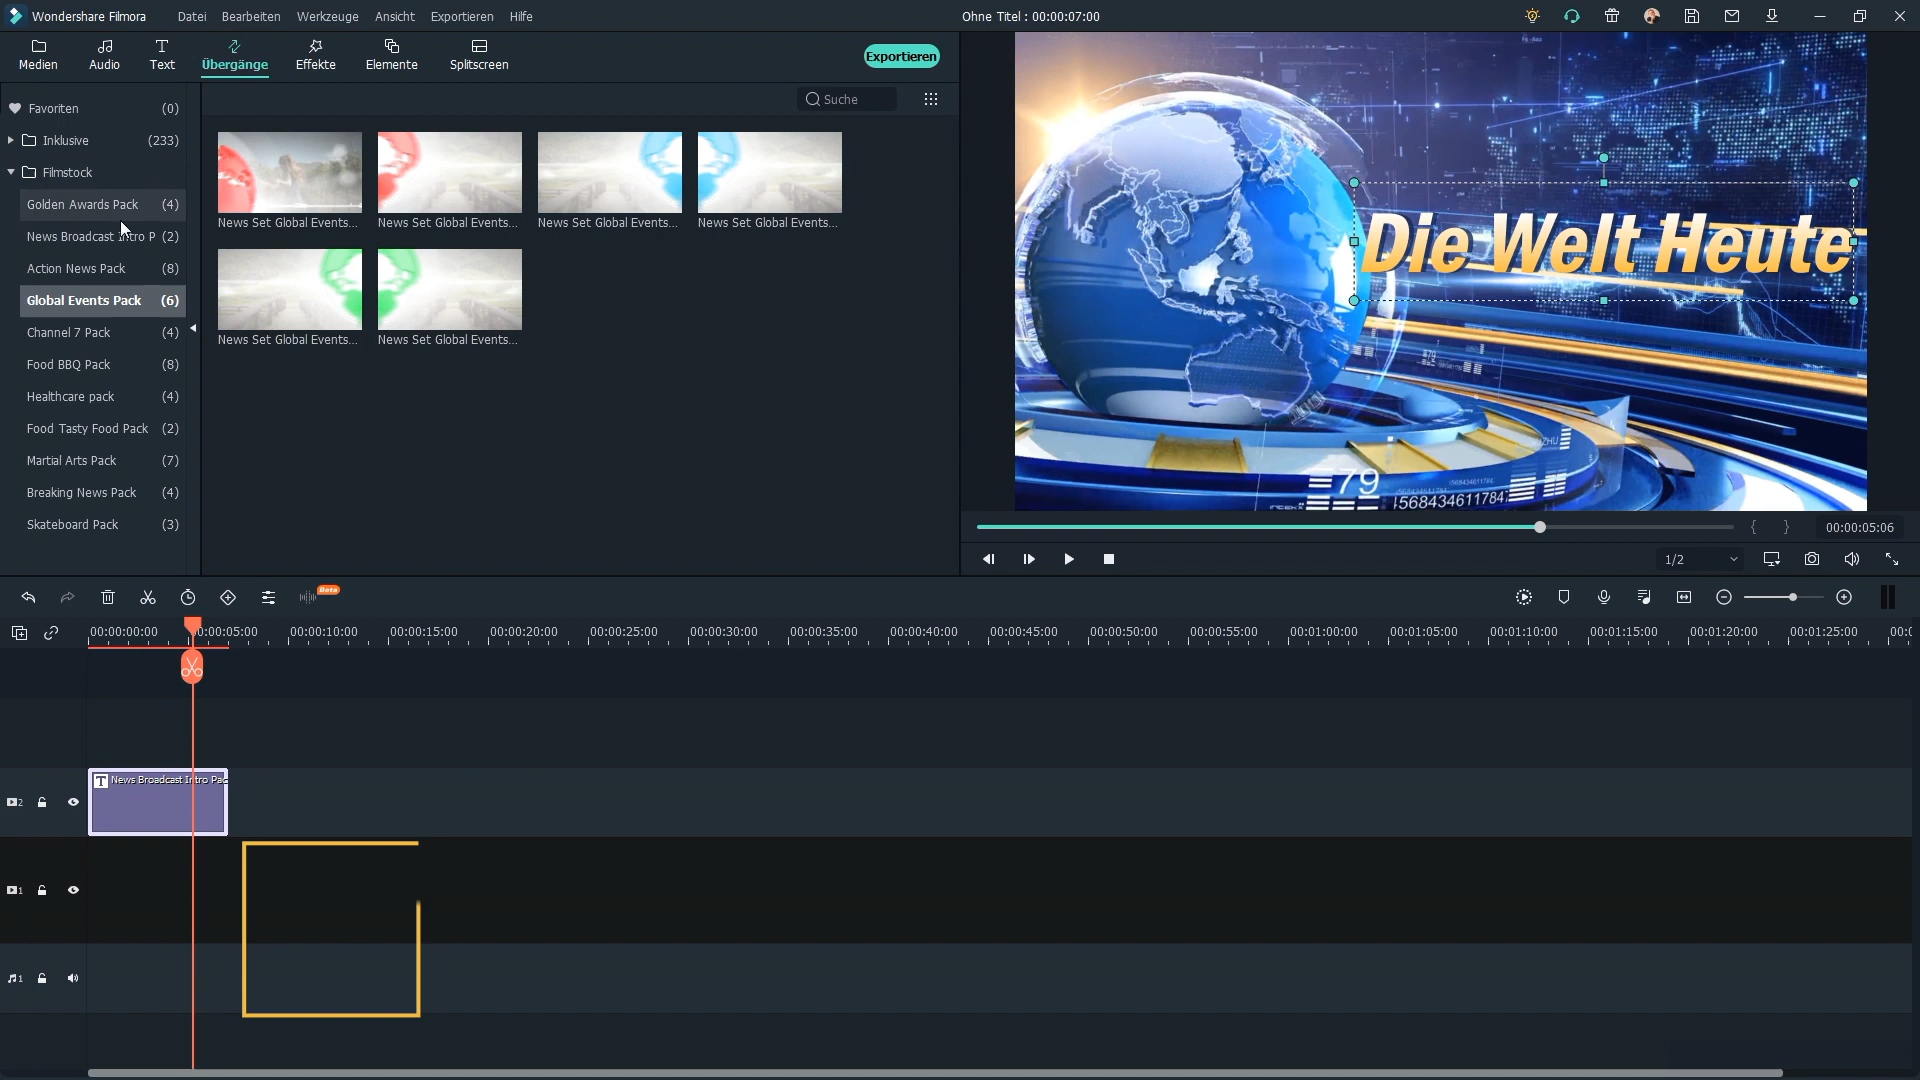 Wondershare Filmora Datei Bearbeiten Werkzeuge Ansicht Exportieren Hilfe Ohne Titel : 00:00:07:00
Medien Audio Text Übergänge Effekte Elemente Splitscreen Exportieren
Suche
Favoriten (0)
Inklusive (233)
Filmstock
Golden Awards Pack (4)
News Broadcast Intro P (2)
Action News Pack (8)
Global Events Pack (6)
Channel 7 Pack (4)
Food BBQ Pack (8)
Healthcare pack (4)
Food Tasty Food Pack (2)
Martial Arts Pack (7)
Breaking News Pack (4)
Skateboard Pack (3)
News Set Global Events... News Set Global Events... News Set Global Events... News Set Global Events...
News Set Global Events... News Set Global Events...
Die Welt Heute
79
568434611784
00:00:05:06
1/2
Beta
00:00:00:00 00:00:05:00 00:00:10:00 00:00:15:00 00:00:20:00 00:00:25:00 00:00:30:00 00:00:35:00 00:00:40:00 00:00:45:00 00:00:50:00 00:00:55:00 00:01:00:00 00:01:05:00 00:01:10:00 00:01:15:00 00:01:20:00 00:01:25:00 00:0
T News Broadcast Intro Pac
2
1
1